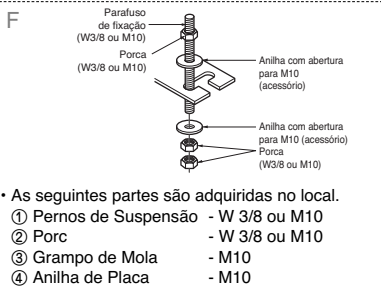 F
Parafuso
de fixação
(W3/8 ou M10)
Porca
(W3/8 ou M10)
Anilha com abertura
para M10
(acessório)
Anilha com abertura
para M10 (acessório)
Porca
(W3/8 ou M10)
• As seguintes partes são adquiridas no local.
① Pernos de Suspensão - W 3/8 ou M10
② Porc - W 3/8 ou M10
③ Grampo de Mola - M10
④ Anilha de Placa - M10